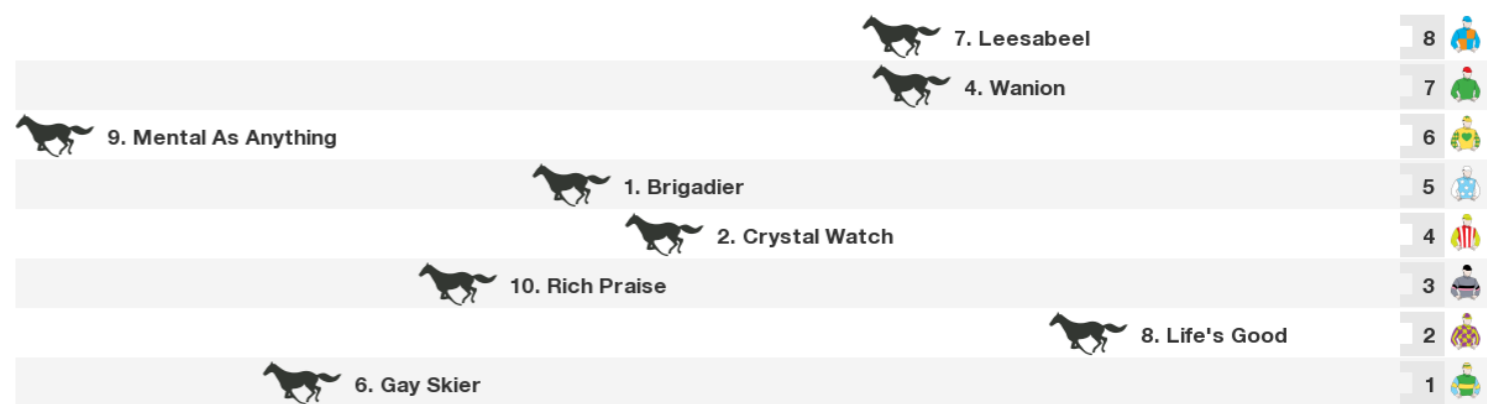 7. Leesabeel 8
4. Wanion 7
9. Mental As Anything 6
1. Brigadier 5
2. Crystal Watch 4
10. Rich Praise 3
8. Life's Good 2
6. Gay Skier 1